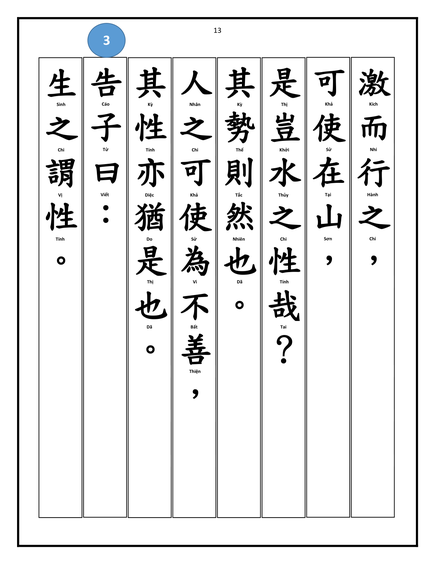 13
激而行之，
Kích Nhi Hành Chi
可使在山，
Khả Sử Tại Sơn
是豈水之性哉？
Thị Khởi Thủy Chi Tính Tai
其勢則然也。
Kỳ Thế Tắc Nhiên Dã
人之可使為不善，
Nhân Chi Khả Sử Vi Bất Thiện
其性亦猶是也。
Kỳ Tính Diệc Do Thị Dã
3
告子曰：
Cáo Tử Viết
生之謂性。
Sinh Chi Vị Tính